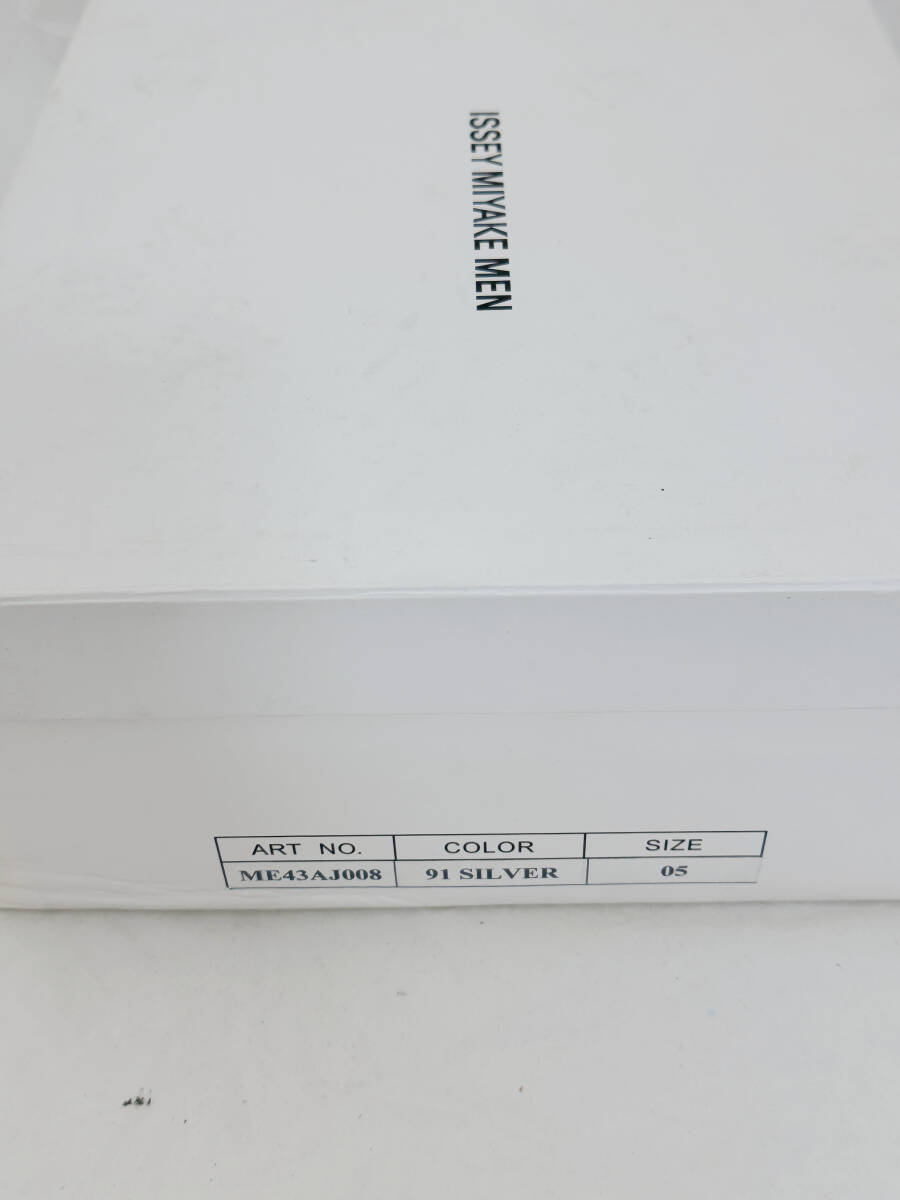 ISSEY MIYAKE MEN
ART NO. COLOR SIZE
ME43AJ008 91 SILVER 05